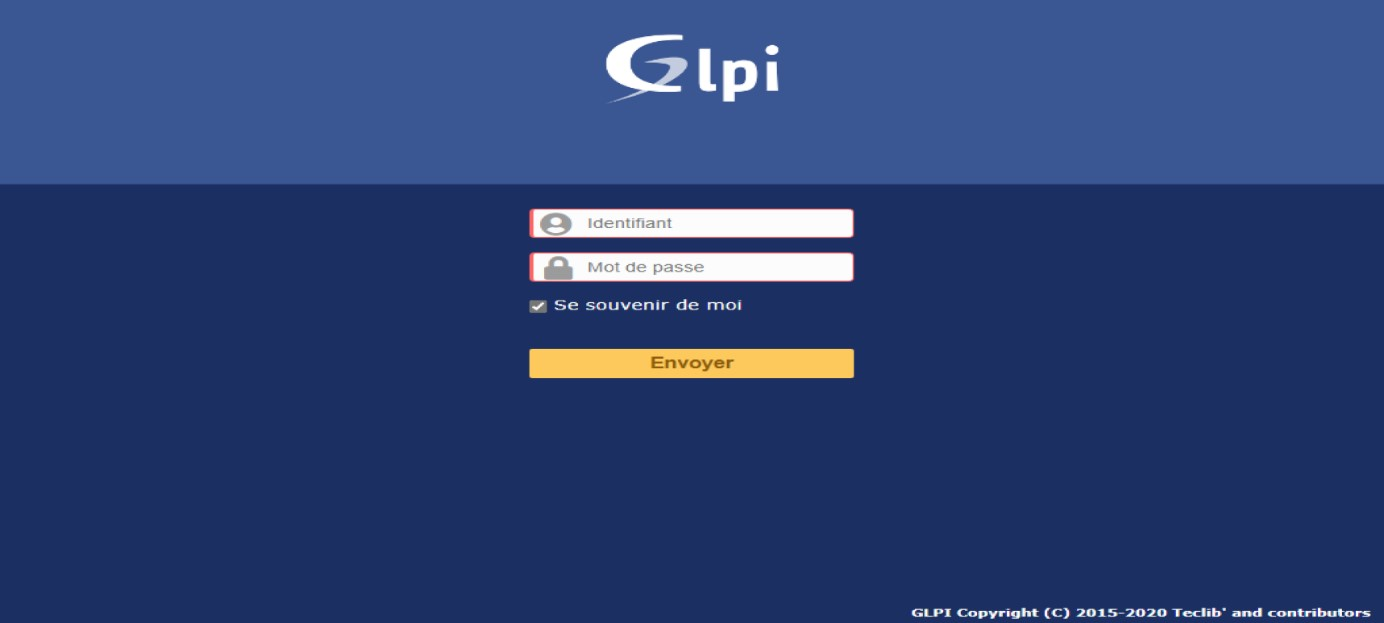 Glpi
Identifiant
Mot de passe
Se souvenir de moi
Envoyer
GLPI Copyright (C) 2015-2020 Teclib' and contributors